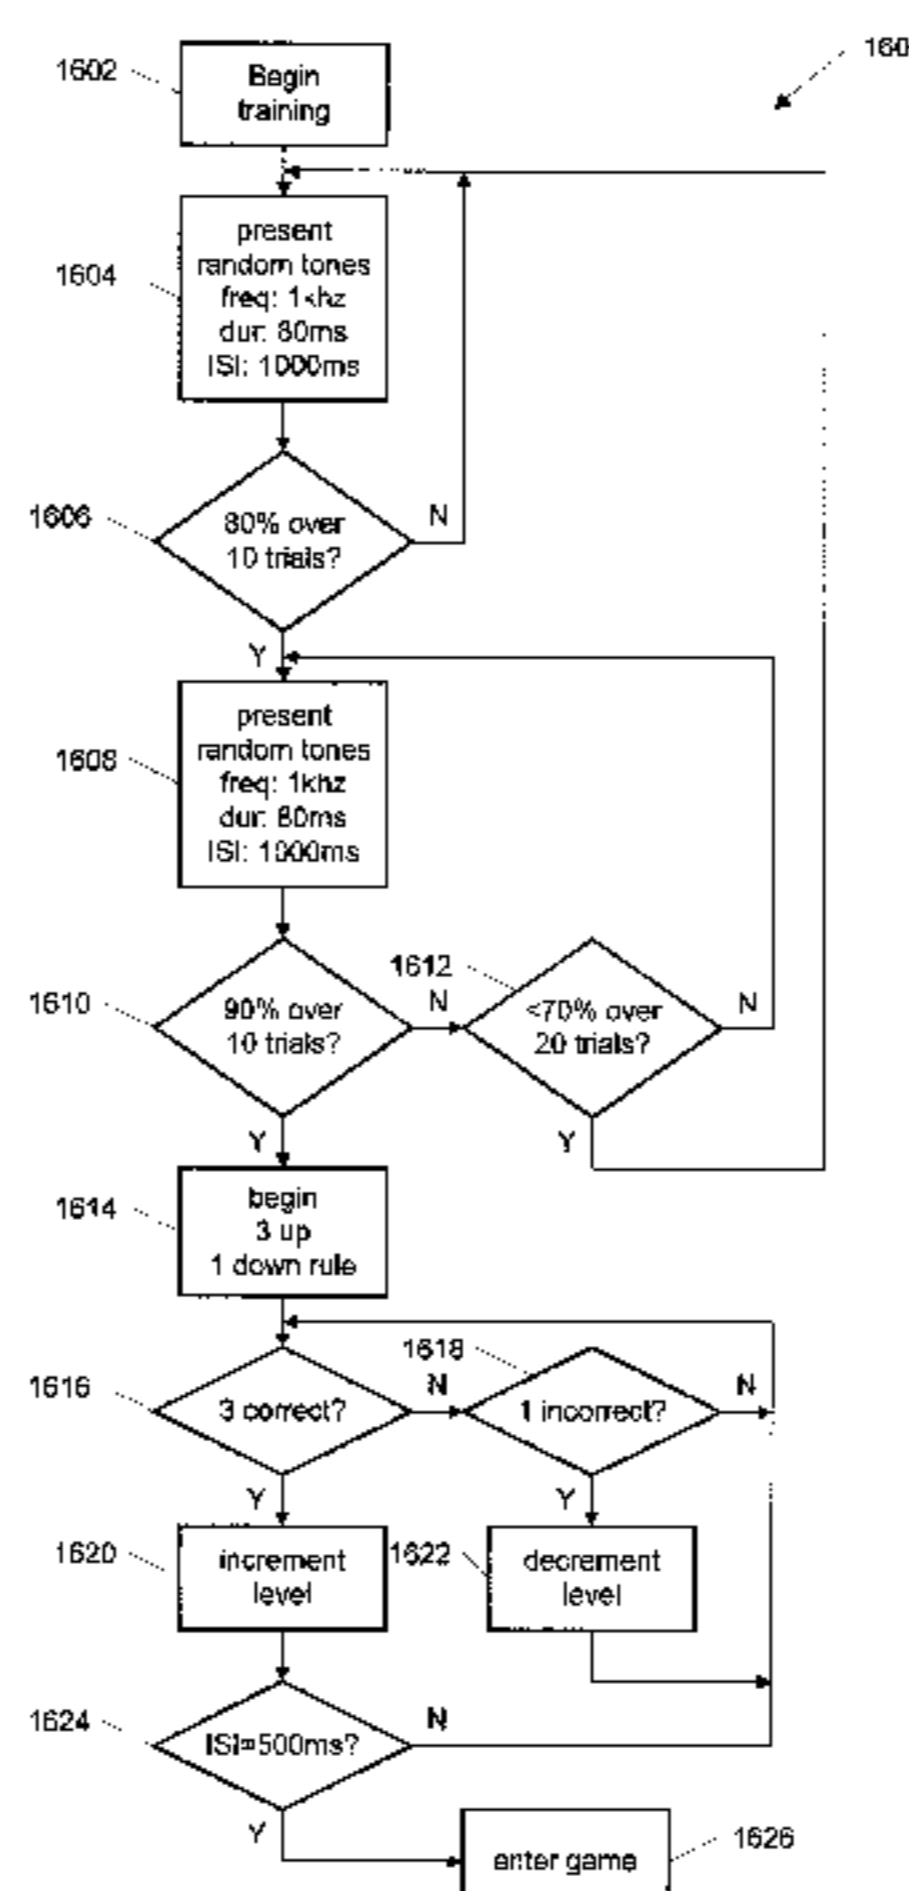 1602
Begin
training
160
1604
present
random tones
freq: 1khz
dur: 80ms
ISI: 1000ms
1606
80% over
10 trials?
N
Y
1608
present
random tones
freq: 1khz
dur: 80ms
ISI: 1000ms
1610
90% over
10 trials?
N
1612
<70% over
20 trials?
N
Y
Y
1614
begin
3 up
1 down rule
1616
3 correct?
N
1618
1 incorrect?
N
Y
Y
1620
increment
level
1622
decrement
level
1624
ISI=500ms?
N
Y
enter game
1626